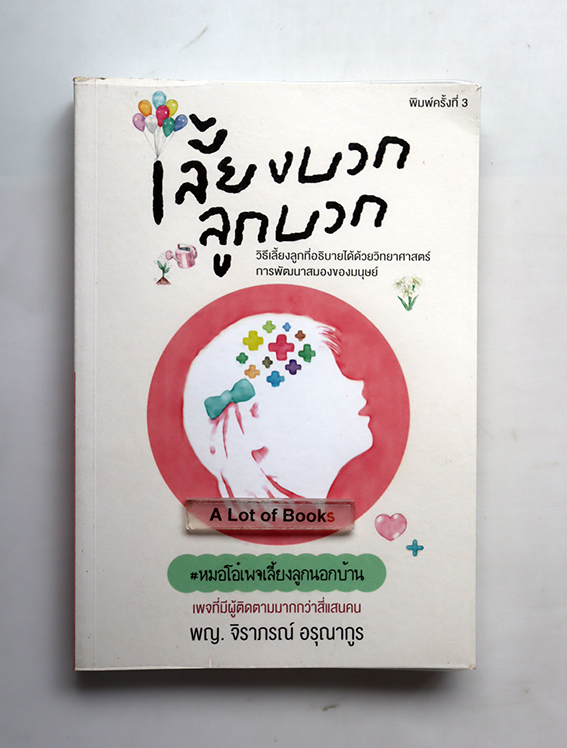 พิมพ์ครั้งที่ 3
เลี้ยงบวก
ลูกบวก
วิธีเลี้ยงลูกที่อธิบายได้ด้วยวิทยาศาสตร์
การพัฒนาสมองของมนุษย์
A Lot of Books
#หมอโอ๋เพจเลี้ยงลูกนอกบ้าน
เพจที่มีผู้ติดตามมากกว่าสี่แสนคน
พญ. จิราภรณ์ อรุณากูร